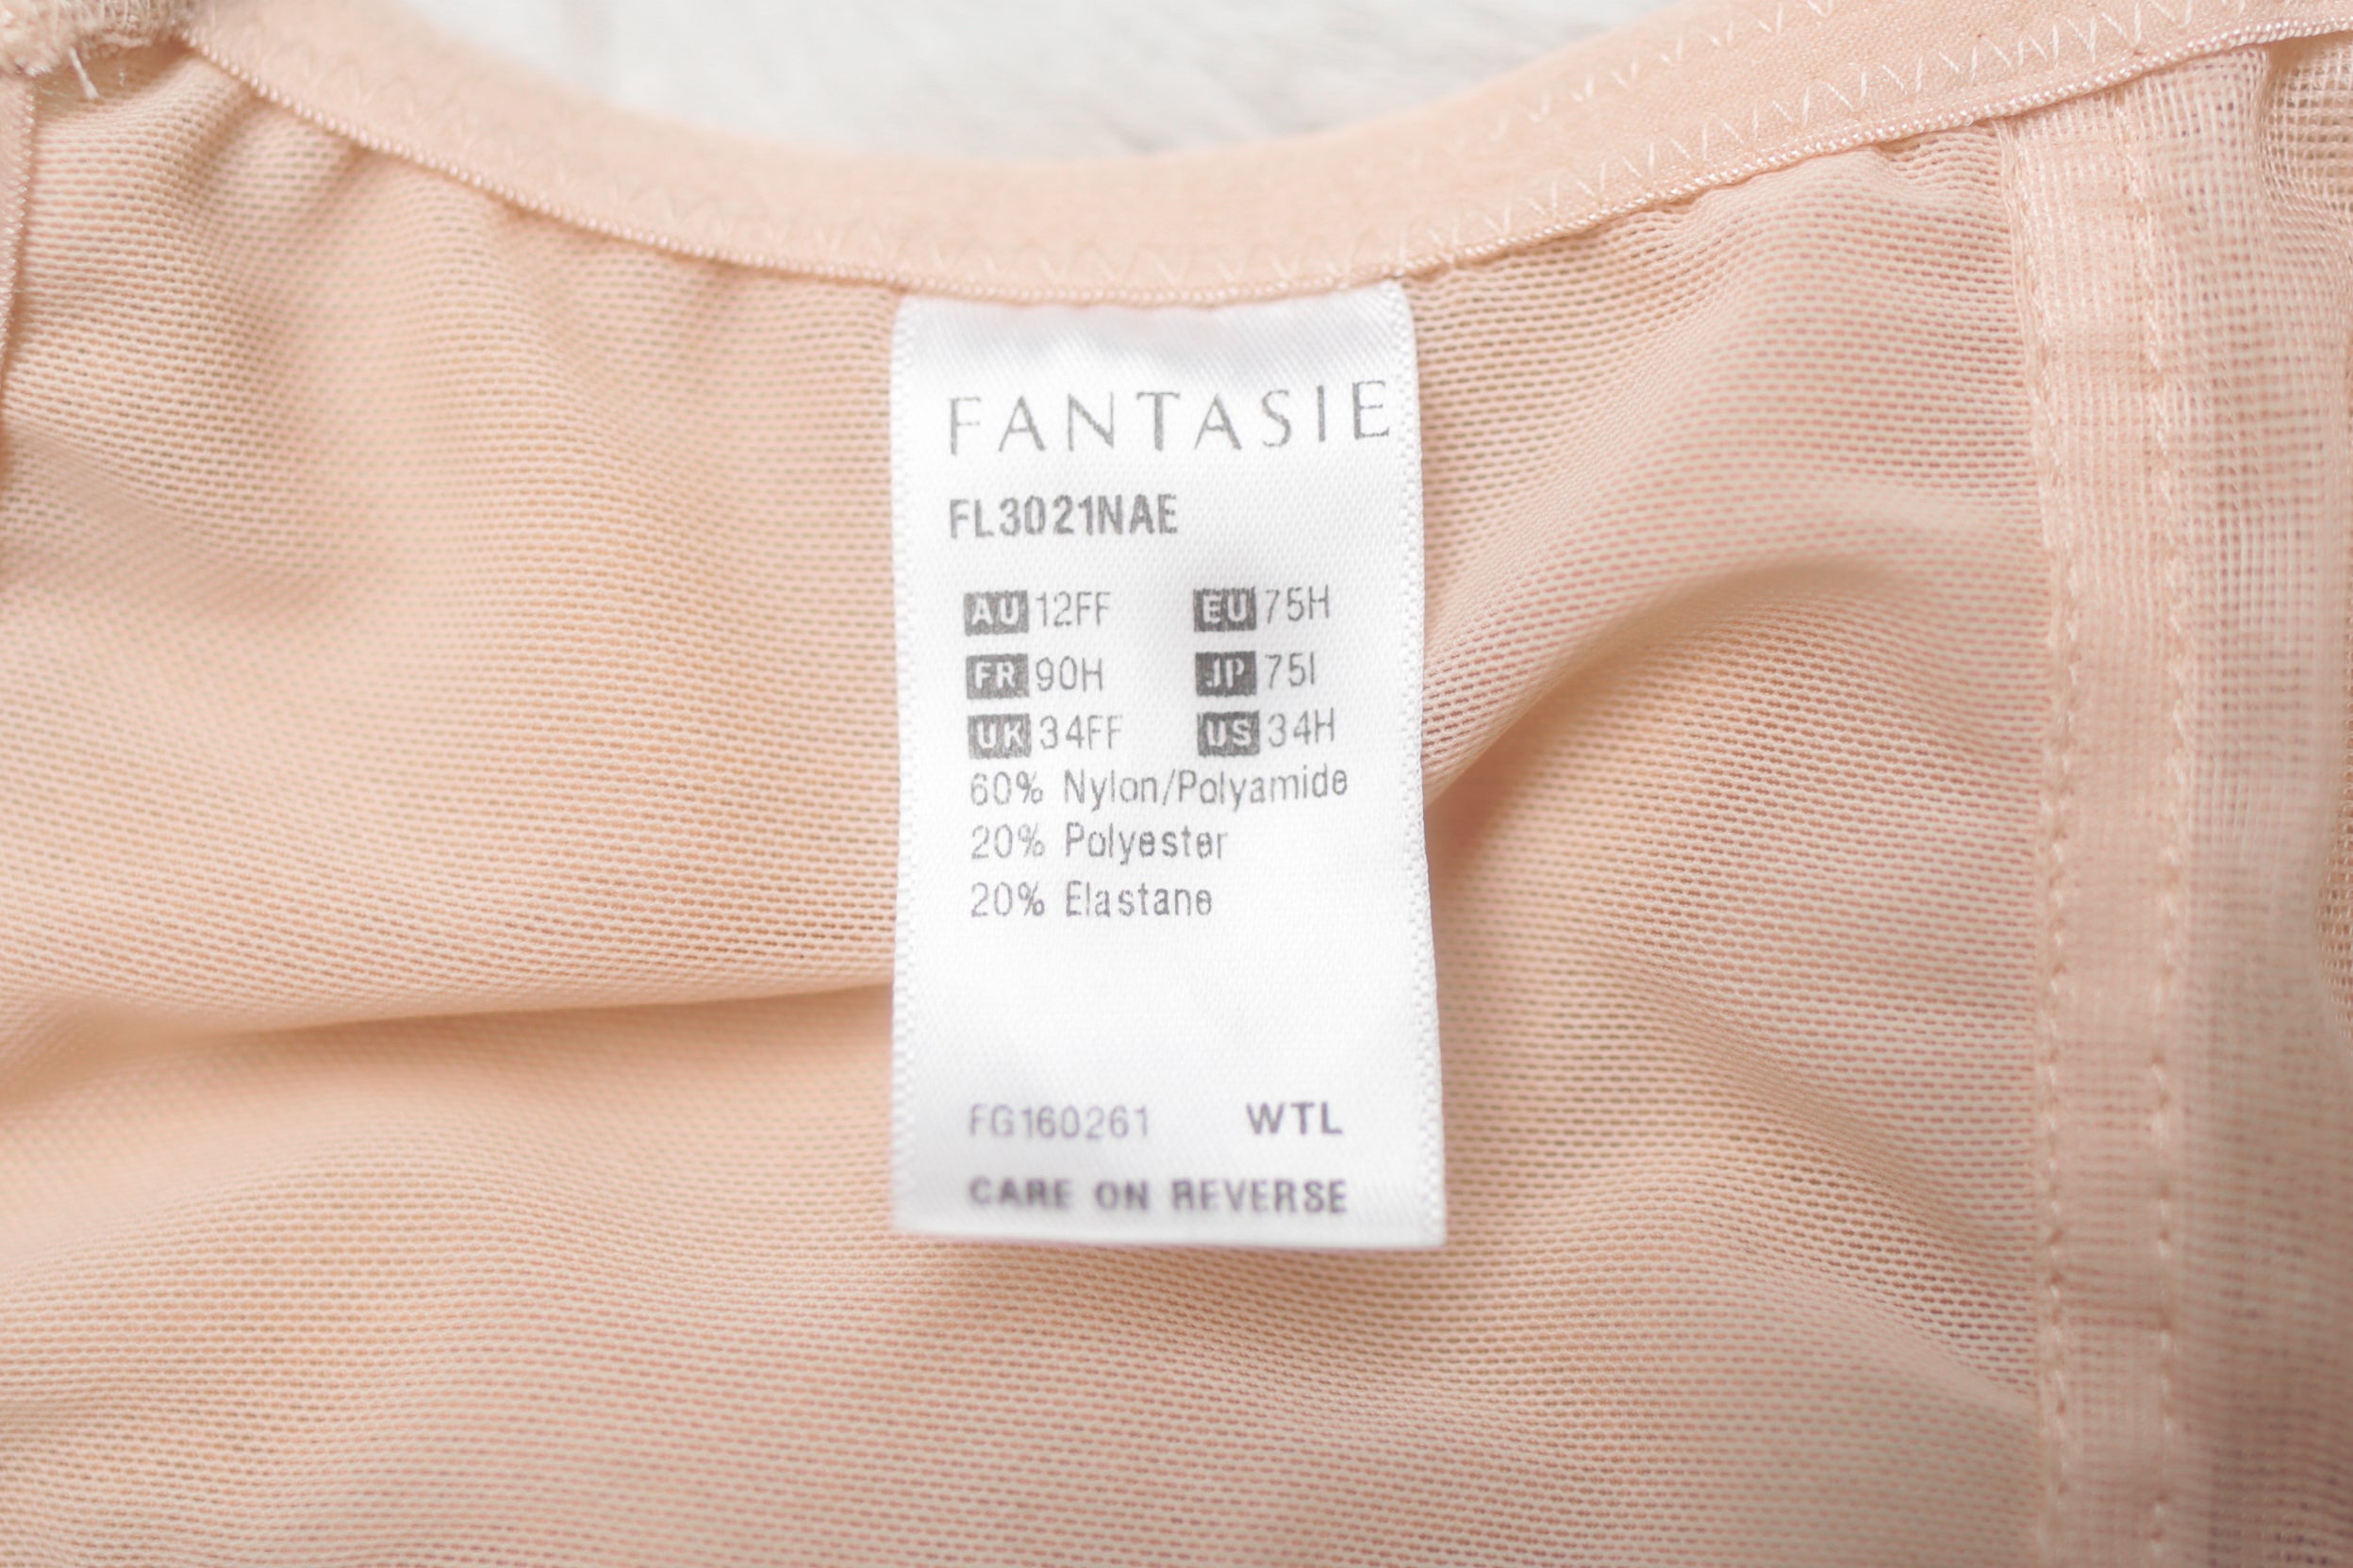 FANTASIE
FL3021NAE
AU 12FF EU 75H
FR 90H JP 75I
UK 34FF US 34H
60% Nylon/Polyamide
20% Polyester
20% Elastane
FG160261 WTL
CARE ON REVERSE